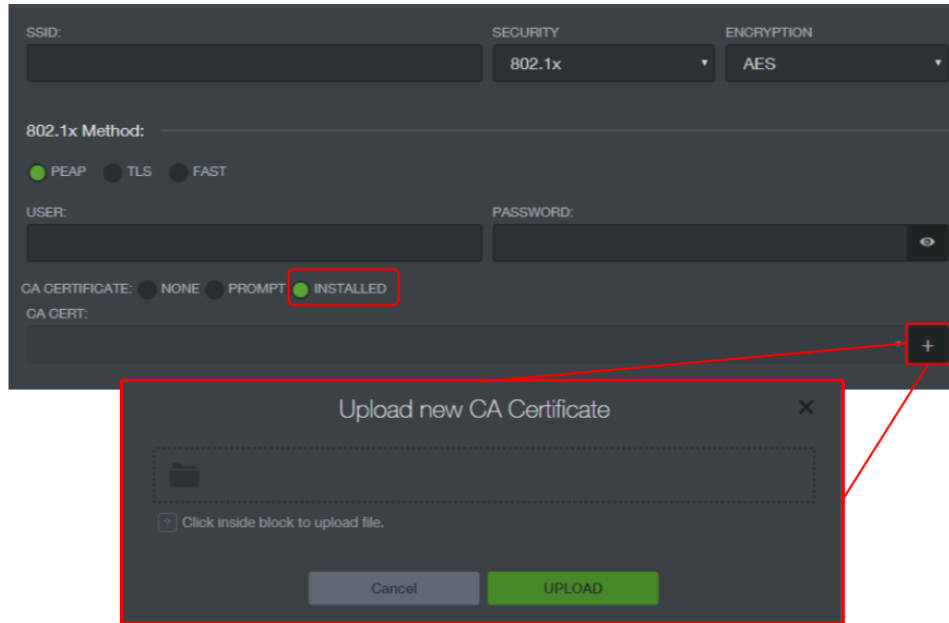 SSID: SECURITY ENCRYPTION
802.1x AES
802.1x Method:
PEAP TLS FAST
USER: PASSWORD:
CA CERTIFICATE: NONE PROMPT INSTALLED
CA CERT:
+
Upload new CA Certificate ×
? Click inside block to upload file.
Cancel UPLOAD